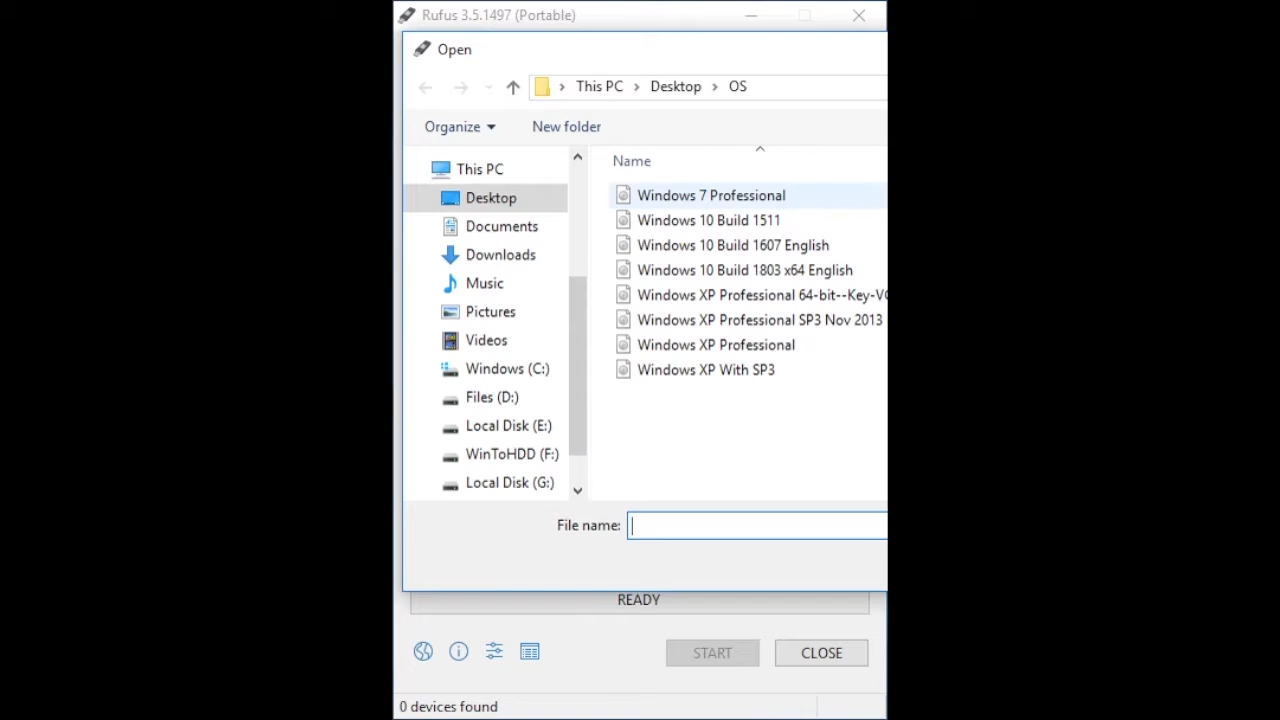 Rufus 3.5.1497 (Portable)
Open
This PC > Desktop > OS
Organize
New folder
This PC
Desktop
Documents
Downloads
Music
Pictures
Videos
Windows (C:)
Files (D:)
Local Disk (E:)
WinToHDD (F:)
Local Disk (G:)
Name
Windows 7 Professional
Windows 10 Build 1511
Windows 10 Build 1607 English
Windows 10 Build 1803 x64 English
Windows XP Professional 64-bit--Key-VC
Windows XP Professional SP3 Nov 2013
Windows XP Professional
Windows XP With SP3
File name:
READY
START
CLOSE
0 devices found